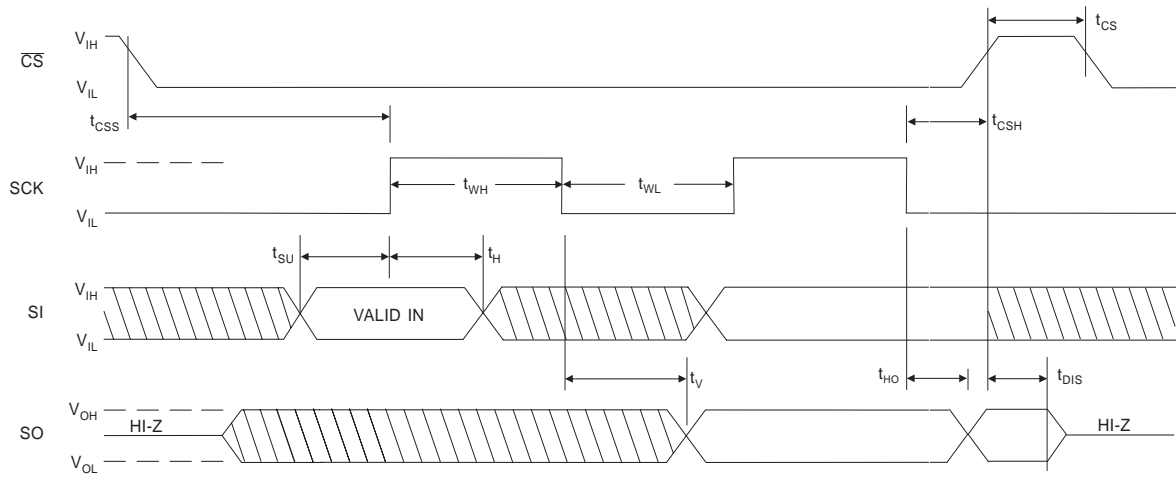 V_IH
t_CS
C̅S̅
V_IL
t_CSS
t_CSH
V_IH
SCK
t_WH
t_WL
V_IL
t_SU
t_H
V_IH
SI
VALID IN
V_IL
t_V
t_HO
t_DIS
V_OH
SO
HI-Z
HI-Z
V_OL